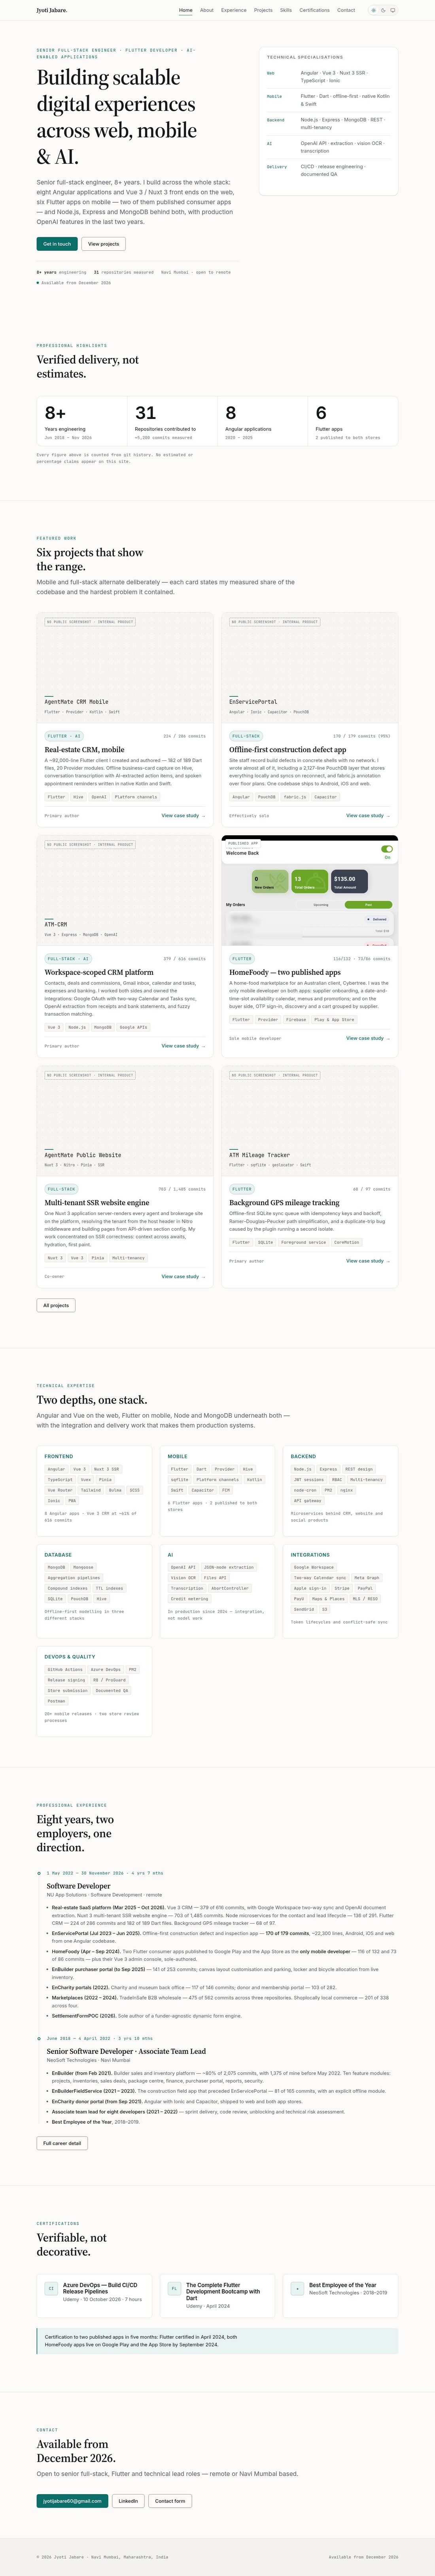 Jyoti Jabare.
Home About Experience Projects Skills Certifications Contact
SENIOR FULL-STACK ENGINEER · FLUTTER DEVELOPER · AI-
ENABLED APPLICATIONS
Building scalable
digital experiences
across web, mobile
& AI.
Senior full-stack engineer, 8+ years. I build across the whole stack:
eight Angular applications and Vue 3 / Nuxt 3 front ends on the web,
six Flutter apps on mobile — two of them published consumer apps
— and Node.js, Express and MongoDB behind both, with production
OpenAI features in the last two years.
Get in touch
View projects
8+ years engineering 31 repositories measured Navi Mumbai · open to remote
Available from December 2026
TECHNICAL SPECIALISATIONS
Web
Angular · Vue 3 · Nuxt 3 SSR ·
TypeScript · Ionic
Mobile
Flutter · Dart · offline-first · native Kotlin
& Swift
Backend
Node.js · Express · MongoDB · REST ·
multi-tenancy
AI
OpenAI API · extraction · vision OCR ·
transcription
Delivery
CI/CD · release engineering ·
documented QA
PROFESSIONAL HIGHLIGHTS
Verified delivery, not
estimates.
8+
Years engineering
Jun 2018 — Nov 2026
31
Repositories contributed to
≈5,200 commits measured
8
Angular applications
2020 — 2025
6
Flutter apps
2 published to both stores
Every figure above is counted from git history. No estimated or
percentage claims appear on this site.
FEATURED WORK
Six projects that show
the range.
Mobile and full-stack alternate deliberately — each card states my measured share of the
codebase and the hardest problem it contained.
NO PUBLIC SCREENSHOT · INTERNAL PRODUCT
AgentMate CRM Mobile
Flutter · Provider · Kotlin · Swift
FLUTTER · AI
224 / 286 commits
Real-estate CRM, mobile
A ~92,000-line Flutter client I created and authored — 182 of 189 Dart
files, 20 Provider modules. Offline business-card capture on Hive,
conversation transcription with AI-extracted action items, and spoken
appointment reminders written in native Kotlin and Swift.
Flutter Hive OpenAI Platform channels
Primary author
View case study →
NO PUBLIC SCREENSHOT · INTERNAL PRODUCT
EnServicePortal
Angular · Ionic · Capacitor · PouchDB
FULL-STACK
170 / 179 commits (95%)
Offline-first construction defect app
Site staff record building defects in concrete shells with no network. I
wrote almost all of it, including a 2,117-line PouchDB layer that stores
everything locally and syncs on reconnect, and fabric.js annotation
over floor plans. One codebase ships to Android, iOS and web.
Angular PouchDB fabric.js Capacitor
Effectively solo
View case study →
NO PUBLIC SCREENSHOT · INTERNAL PRODUCT
ATM-CRM
Vue 3 · Express · MongoDB · OpenAI
FULL-STACK · AI
379 / 616 commits
Workspace-scoped CRM platform
Contacts, deals and commissions, Gmail inbox, calendar and tasks,
expenses and banking. I worked both sides and owned the
integrations: Google OAuth with two-way Calendar and Tasks sync,
OpenAI extraction from receipts and bank statements, and fuzzy
transaction matching.
Vue 3 Node.js MongoDB Google APIs
Primary author
View case study →
PUBLISHED APP
Welcome Back
On
0
New Orders
13
Total Orders
$135.00
Total Amount
My Orders
Upcoming
Past
Delivered
HomeFoody — two published apps
FLUTTER
116/132 · 73/86 commits
A home-food marketplace for an Australian client, Cybertree. I was the
only mobile developer on both apps: supplier onboarding, a date-and-
time-slot availability calendar, menus and payouts; and on the
buyer side, OTP sign-in, discovery and a cart grouped by supplier.
Flutter Provider Firebase Play & App Store
Sole mobile developer
View case study →
NO PUBLIC SCREENSHOT · INTERNAL PRODUCT
AgentMate Public Website
Nuxt 3 · Nitro · Pinia · SSR
FULL-STACK
703 / 1,485 commits
Multi-tenant SSR website engine
One Nuxt 3 application server-renders every agent and brokerage site
on the platform, resolving the tenant from the host header in Nitro
middleware and building pages from API-driven section config. My
work concentrated on SSR correctness: context across awaits,
hydration, first paint.
Nuxt 3 Vue 3 Pinia Multi-tenancy
Co-owner
View case study →
NO PUBLIC SCREENSHOT · INTERNAL PRODUCT
ATM Mileage Tracker
Flutter · sqflite · geolocator · Swift
FLUTTER
68 / 97 commits
Background GPS mileage tracking
Offline-first SQLite sync queue with idempotency keys and backoff,
Ramer–Douglas–Peucker path simplification, and a duplicate-trip bug
caused by the plugin running a second isolate.
Flutter SQLite Foreground service CoreMotion
Primary author
View case study →
All projects
TECHNICAL EXPERTISE
Two depths, one stack.
Angular and Vue on the web, Flutter on mobile, Node and MongoDB underneath both —
with the integration and delivery work that makes them production systems.
FRONTEND
Angular Vue 3 Nuxt 3 SSR
TypeScript Vuex Pinia
Vue Router Tailwind Bulma SCSS
Ionic PWA
8 Angular apps · Vue 3 CRM at ≈62% of
616 commits
MOBILE
Flutter Dart Provider Hive
sqflite Platform channels Kotlin
Swift Capacitor FCM
6 Flutter apps · 2 published to both
stores
BACKEND
Node.js Express REST design
JWT sessions RBAC Multi-tenancy
node-cron PM2 nginx
API gateway
Microservices behind CRM, website and
social products
DATABASE
MongoDB Mongoose
Aggregation pipelines
Compound indexes TTL indexes
SQLite PouchDB Hive
Offline-first modelling in three
different stacks
AI
OpenAI API JSON-mode extraction
Vision OCR Files API
Transcription AbortController
Credit metering
In production since 2024 — integration,
not model work
INTEGRATIONS
Google Workspace
Two-way Calendar sync Meta Graph
Apple sign-in Stripe PayPal
PayU Maps & Places MLS / RESO
SendGrid S3
Token lifecycles and conflict-safe sync
DEVOPS & QUALITY
GitHub Actions Azure DevOps PM2
Release signing R8 / ProGuard
Store submission Documented QA
Postman
20+ mobile releases · two store review
processes
PROFESSIONAL EXPERIENCE
Eight years, two
employers, one
direction.
1 May 2022 — 30 November 2026 · 4 yrs 7 mths
Software Developer
NU App Solutions · Software Development · remote
Real-estate SaaS platform (Mar 2025 – Oct 2026). Vue 3 CRM — 379 of 616 commits, with Google Workspace two-way sync and OpenAI document
extraction. Nuxt 3 multi-tenant SSR website engine — 703 of 1,485 commits. Node microservices for the contact and lead lifecycle — 136 of 291. Flutter
CRM — 224 of 286 commits and 182 of 189 Dart files. Background GPS mileage tracker — 68 of 97.
EnServicePortal (Jul 2023 – Jun 2025). Offline-first construction defect and inspection app — 170 of 179 commits, ≈22,300 lines, Android, iOS and web
from one Angular codebase.
HomeFoody (Apr – Sep 2024). Two Flutter consumer apps published to Google Play and the App Store as the only mobile developer — 116 of 132 and 73
of 86 commits — plus their Vue 3 admin console, sole-authored.
EnBuilder purchaser portal (to Sep 2025) — 141 of 253 commits; canvas layout customisation and parking, locker and bicycle allocation from live
inventory.
EnCharity portals (2022). Charity and museum back office — 117 of 146 commits; donor and membership portal — 103 of 282.
Marketplaces (2022 – 2024). TradeInSafe B2B wholesale — 475 of 562 commits across three repositories. Shoplocally local commerce — 201 of 338
across four.
SettlementFormPOC (2026). Sole author of a funder-agnostic dynamic form engine.
June 2018 — 4 April 2022 · 3 yrs 10 mths
Senior Software Developer · Associate Team Lead
NeoSoft Technologies · Navi Mumbai
EnBuilder (from Feb 2021). Builder sales and inventory platform — ≈80% of 2,075 commits, with 1,375 of mine before May 2022. Ten feature modules:
projects, inventories, sales deals, package centre, finance, purchaser portal, reports, security.
EnBuilderFieldService (2021 – 2023). The construction field app that preceded EnServicePortal — 81 of 165 commits, with an explicit offline module.
EnCharity donor portal (from Sep 2021). Angular with Ionic and Capacitor, shipped to web and both app stores.
Associate team lead for eight developers (2021 – 2022) — sprint delivery, code review, unblocking and technical risk assessment.
Best Employee of the Year, 2018–2019.
Full career detail
CERTIFICATIONS
Verifiable, not
decorative.
CI
Azure DevOps — Build CI/CD
Release Pipelines
Udemy · 10 October 2026 · 7 hours
FL
The Complete Flutter
Development Bootcamp with
Dart
Udemy · April 2024
★
Best Employee of the Year
NeoSoft Technologies · 2018–2019
Certification to two published apps in five months: Flutter certified in April 2024, both
HomeFoody apps live on Google Play and the App Store by September 2024.
CONTACT
Available from
December 2026.
Open to senior full-stack, Flutter and technical lead roles — remote or Navi Mumbai based.
jyotijabare60@gmail.com
LinkedIn
Contact form
© 2026 Jyoti Jabare · Navi Mumbai, Maharashtra, India
Available from December 2026